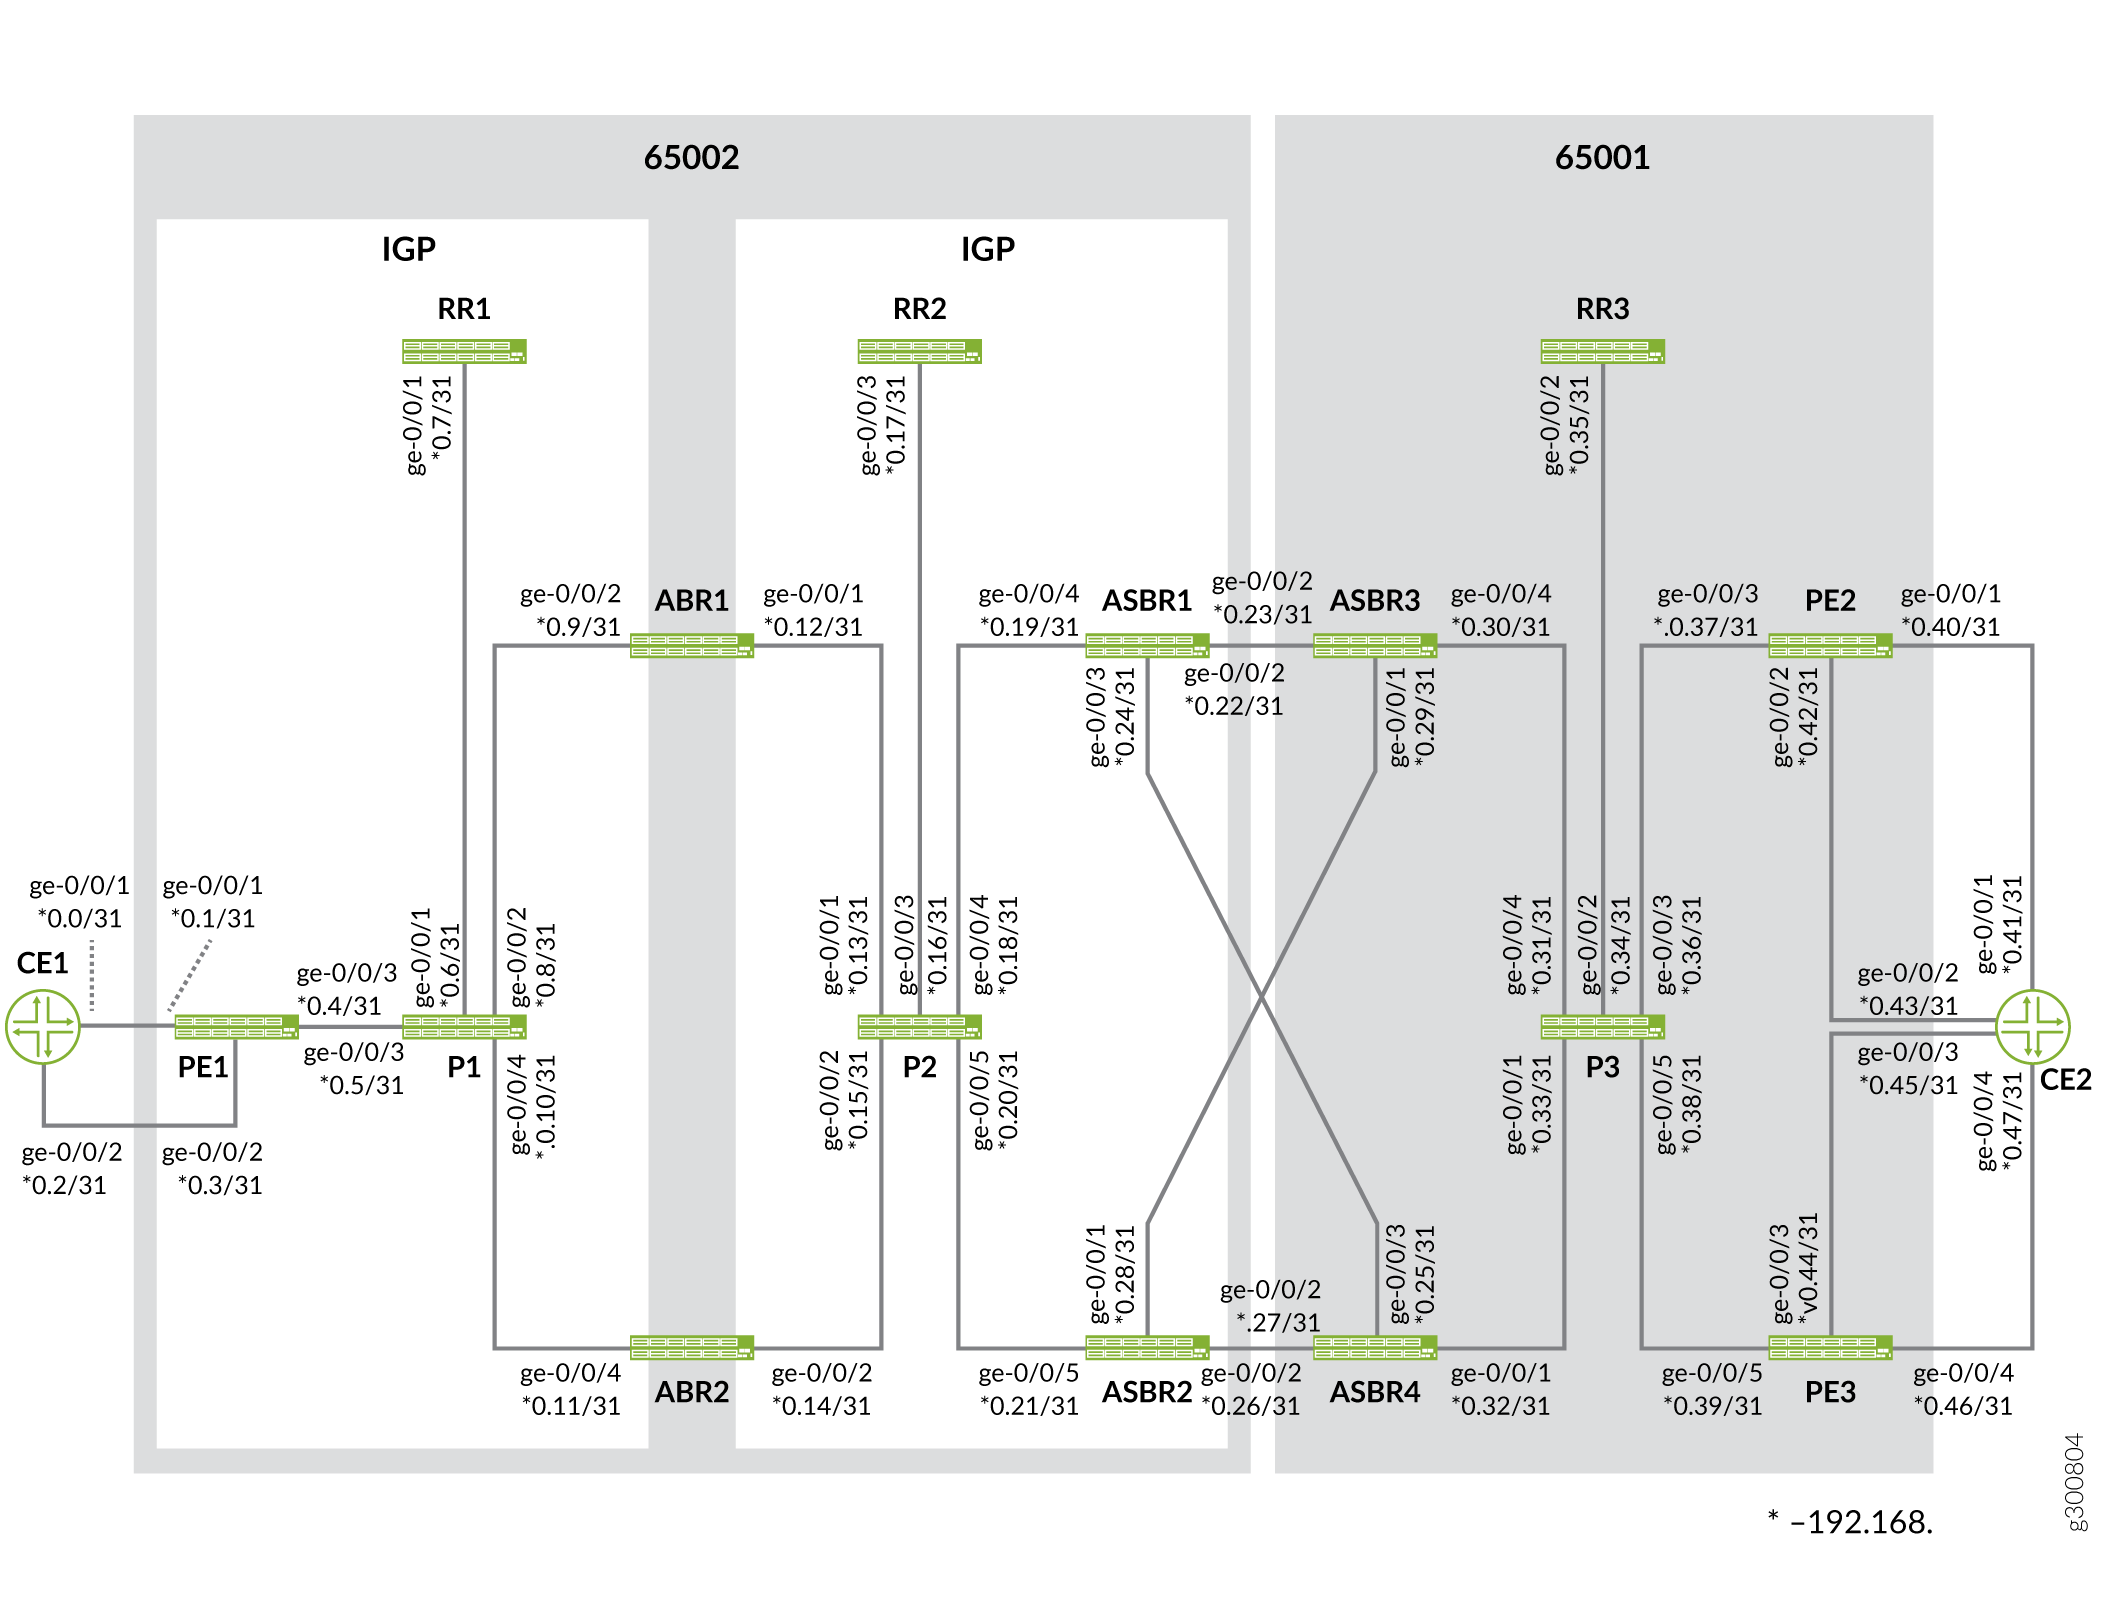 65002
65001
IGP
IGP
RR1
RR2
RR3
ge-0/0/1
*0.7/31
ge-0/0/3
*0.17/31
ge-0/0/2
*0.35/31
ge-0/0/2
*0.9/31
ABR1
ge-0/0/1
*0.12/31
ge-0/0/4
*0.19/31
ASBR1
ge-0/0/2
*0.23/31
ASBR3
ge-0/0/4
*0.30/31
ge-0/0/3
*.0.37/31
PE2
ge-0/0/1
*0.40/31
ge-0/0/3
*0.24/31
ge-0/0/2
*0.22/31
ge-0/0/1
*0.29/31
ge-0/0/2
*0.42/31
ge-0/0/1
*0.0/31
ge-0/0/1
*0.1/31
CE1
ge-0/0/3
*0.4/31
ge-0/0/1
*0.6/31
ge-0/0/2
*0.8/31
ge-0/0/1
*0.13/31
ge-0/0/3
*0.16/31
ge-0/0/4
*0.18/31
ge-0/0/4
*0.31/31
ge-0/0/2
*0.34/31
ge-0/0/3
*0.36/31
ge-0/0/2
*0.43/31
ge-0/0/1
*0.41/31
PE1
ge-0/0/3
*0.5/31
P1
ge-0/0/4
*.0.10/31
ge-0/0/2
*0.15/31
P2
ge-0/0/5
*0.20/31
ge-0/0/1
*0.33/31
P3
ge-0/0/5
*0.38/31
ge-0/0/3
*0.45/31
ge-0/0/4
*0.47/31
CE2
ge-0/0/2
*0.2/31
ge-0/0/2
*0.3/31
ge-0/0/1
*0.28/31
ge-0/0/2
*.27/31
ge-0/0/3
*0.25/31
ge-0/0/3
*v0.44/31
ge-0/0/4
*0.11/31
ABR2
ge-0/0/2
*0.14/31
ge-0/0/5
*0.21/31
ASBR2
ge-0/0/2
*0.26/31
ASBR4
ge-0/0/1
*0.32/31
ge-0/0/5
*0.39/31
PE3
ge-0/0/4
*0.46/31
* –192.168.
g300804